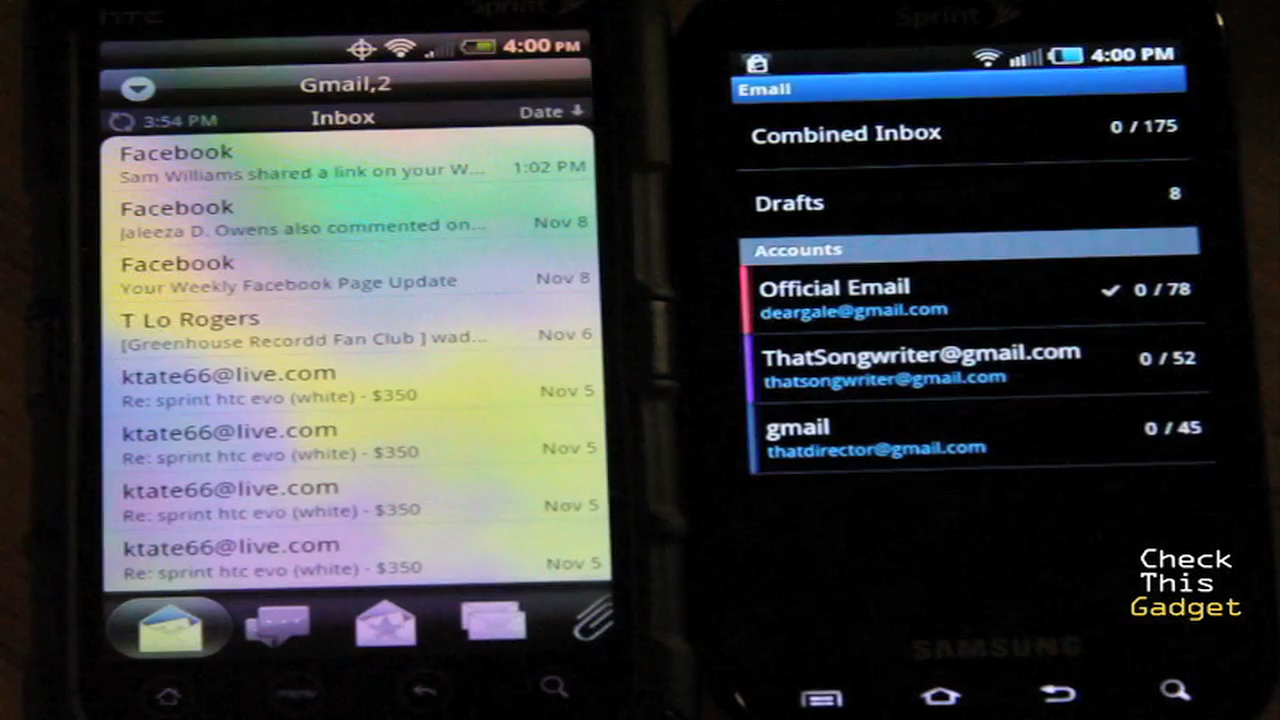 hTC
Sprint
4:00 PM
Gmail,2
3:54 PM Inbox Date
Facebook
Sam Williams shared a link on your W... 1:02 PM
Facebook
Jaleeza D. Owens also commented on... Nov 8
Facebook
Your Weekly Facebook Page Update Nov 8
T Lo Rogers
[Greenhouse Recordd Fan Club ] wad... Nov 6
ktate66@live.com
Re: sprint htc evo (white) - $350 Nov 5
ktate66@live.com
Re: sprint htc evo (white) - $350 Nov 5
ktate66@live.com
Re: sprint htc evo (white) - $350 Nov 5
ktate66@live.com
Re: sprint htc evo (white) - $350 Nov 5
menu
Sprint
4:00 PM
Email
Combined Inbox 0 / 175
Drafts 8
Accounts
Official Email 0 / 78
deargale@gmail.com
ThatSongwriter@gmail.com 0 / 52
thatsongwriter@gmail.com
gmail 0 / 45
thatdirector@gmail.com
SAMSUNG
Check
This
Gadget